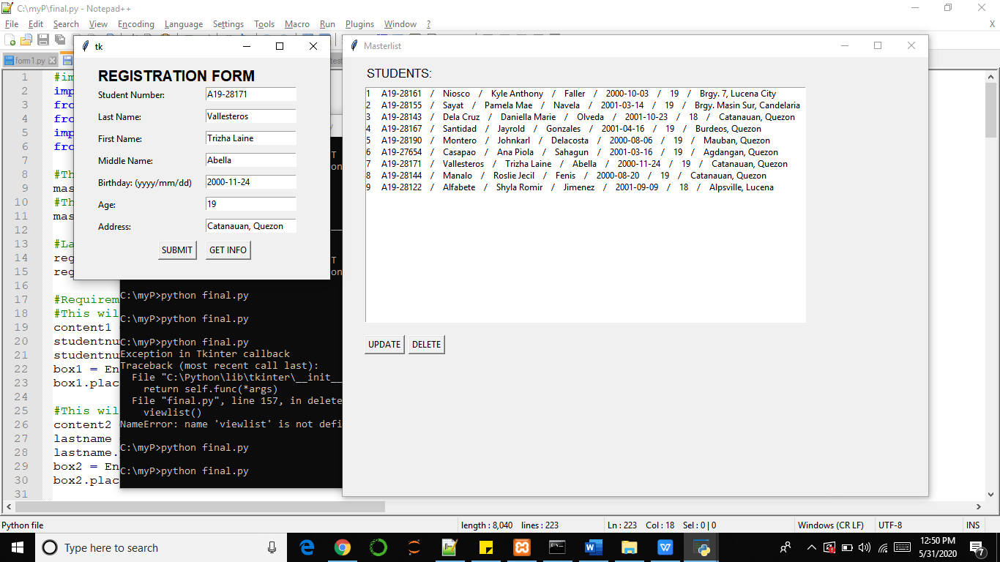 C:\myP\final.py - Notepad++
File Edit Search View Encoding Language Settings Tools Macro Run Plugins Window ? X
form1.py
tk
REGISTRATION FORM
Student Number: A19-28171
Last Name: Vallesteros
First Name: Trizha Laine
Middle Name: Abella
Birthday: (yyyy/mm/dd) 2000-11-24
Age: 19
Address: Catanauan, Quezon
SUBMIT GET INFO
Masterlist
STUDENTS:
1 A19-28161 / Niosco / Kyle Anthony / Faller / 2000-10-03 / 19 / Brgy. 7, Lucena City
2 A19-28155 / Sayat / Pamela Mae / Navela / 2001-03-14 / 19 / Brgy. Masin Sur, Candelaria
3 A19-28143 / Dela Cruz / Daniella Marie / Olveda / 2001-10-23 / 18 / Catanauan, Quezon
4 A19-28167 / Santidad / Jayrold / Gonzales / 2001-04-16 / 19 / Burdeos, Quezon
5 A19-28190 / Montero / Johnkarl / Delacosta / 2000-08-06 / 19 / Mauban, Quezon
6 A19-27654 / Casapao / Ana Piola / Sahagun / 2001-03-16 / 19 / Agdangan, Quezon
7 A19-28171 / Vallesteros / Trizha Laine / Abella / 2000-11-24 / 19 / Catanauan, Quezon
8 A19-28144 / Manalo / Roslie Jecil / Fenis / 2000-08-20 / 19 / Catanauan, Quezon
9 A19-28122 / Alfabete / Shyla Romir / Jimenez / 2001-09-09 / 18 / Alpsville, Lucena
UPDATE DELETE
1 #im
2 imp
3 fro
4 fro
5 imp
6 fro
7
8 #Th
9 mas
10 #Th
11 mas
12
13 #La
14 reg
15 reg
16
17 #Requirem
18 #This wil
19 content1
20 studentnu
21 studentnu
22 box1 = En
23 box1.plac
24
25 #This wil
26 content2
27 lastname
28 lastname.
29 box2 = En
30 box2.plac
31
C:\myP>python final.py
C:\myP>python final.py
C:\myP>python final.py
Exception in Tkinter callback
Traceback (most recent call last):
File "C:\Python\lib\tkinter\__init__
return self.func(*args)
File "final.py", line 157, in delete
viewlist()
NameError: name 'viewlist' is not defi
C:\myP>python final.py
C:\myP>python final.py
Python file length : 8,040 lines : 223 Ln : 223 Col : 18 Sel : 0 | 0 Windows (CR LF) UTF-8 INS
Type here to search
12:50 PM
5/31/2020
7